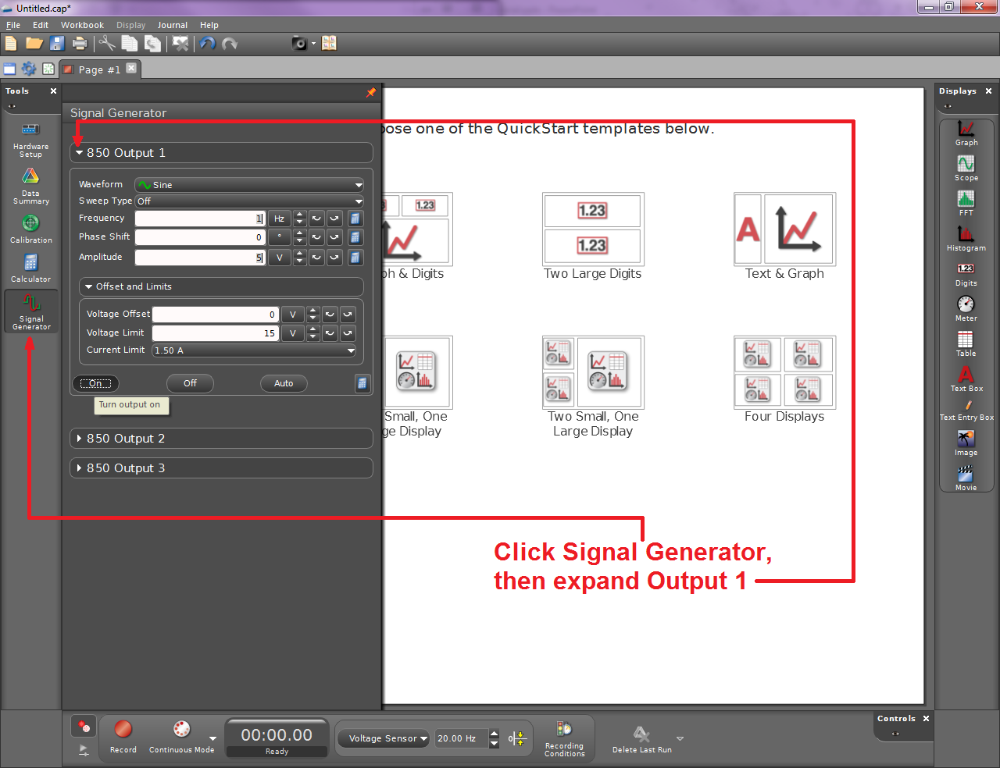 Untitled.cap*
File Edit Workbook Display Journal Help
Page #1
Tools
Hardware
Setup
Data
Summary
Calibration
Calculator
Signal
Generator
Signal Generator
850 Output 1
Waveform Sine
Sweep Type Off
Frequency 1 Hz
Phase Shift 0 °
Amplitude 5 V
Offset and Limits
Voltage Offset 0 V
Voltage Limit 15 V
Current Limit 1.50 A
On Off Auto
Turn output on
850 Output 2
850 Output 3
ose one of the QuickStart templates below.
1.23
ph & Digits
1.23
1.23
Two Large Digits
A
Text & Graph
Small, One
ge Display
Two Small, One
Large Display
Four Displays
Click Signal Generator,
then expand Output 1
Displays
Graph
Scope
FFT
Histogram
1.23
Digits
Meter
Table
A
Text Box
Text Entry Box
Image
Movie
Controls
Record
Continuous Mode
00:00.00
Ready
Voltage Sensor
20.00 Hz
Recording
Conditions
Delete Last Run